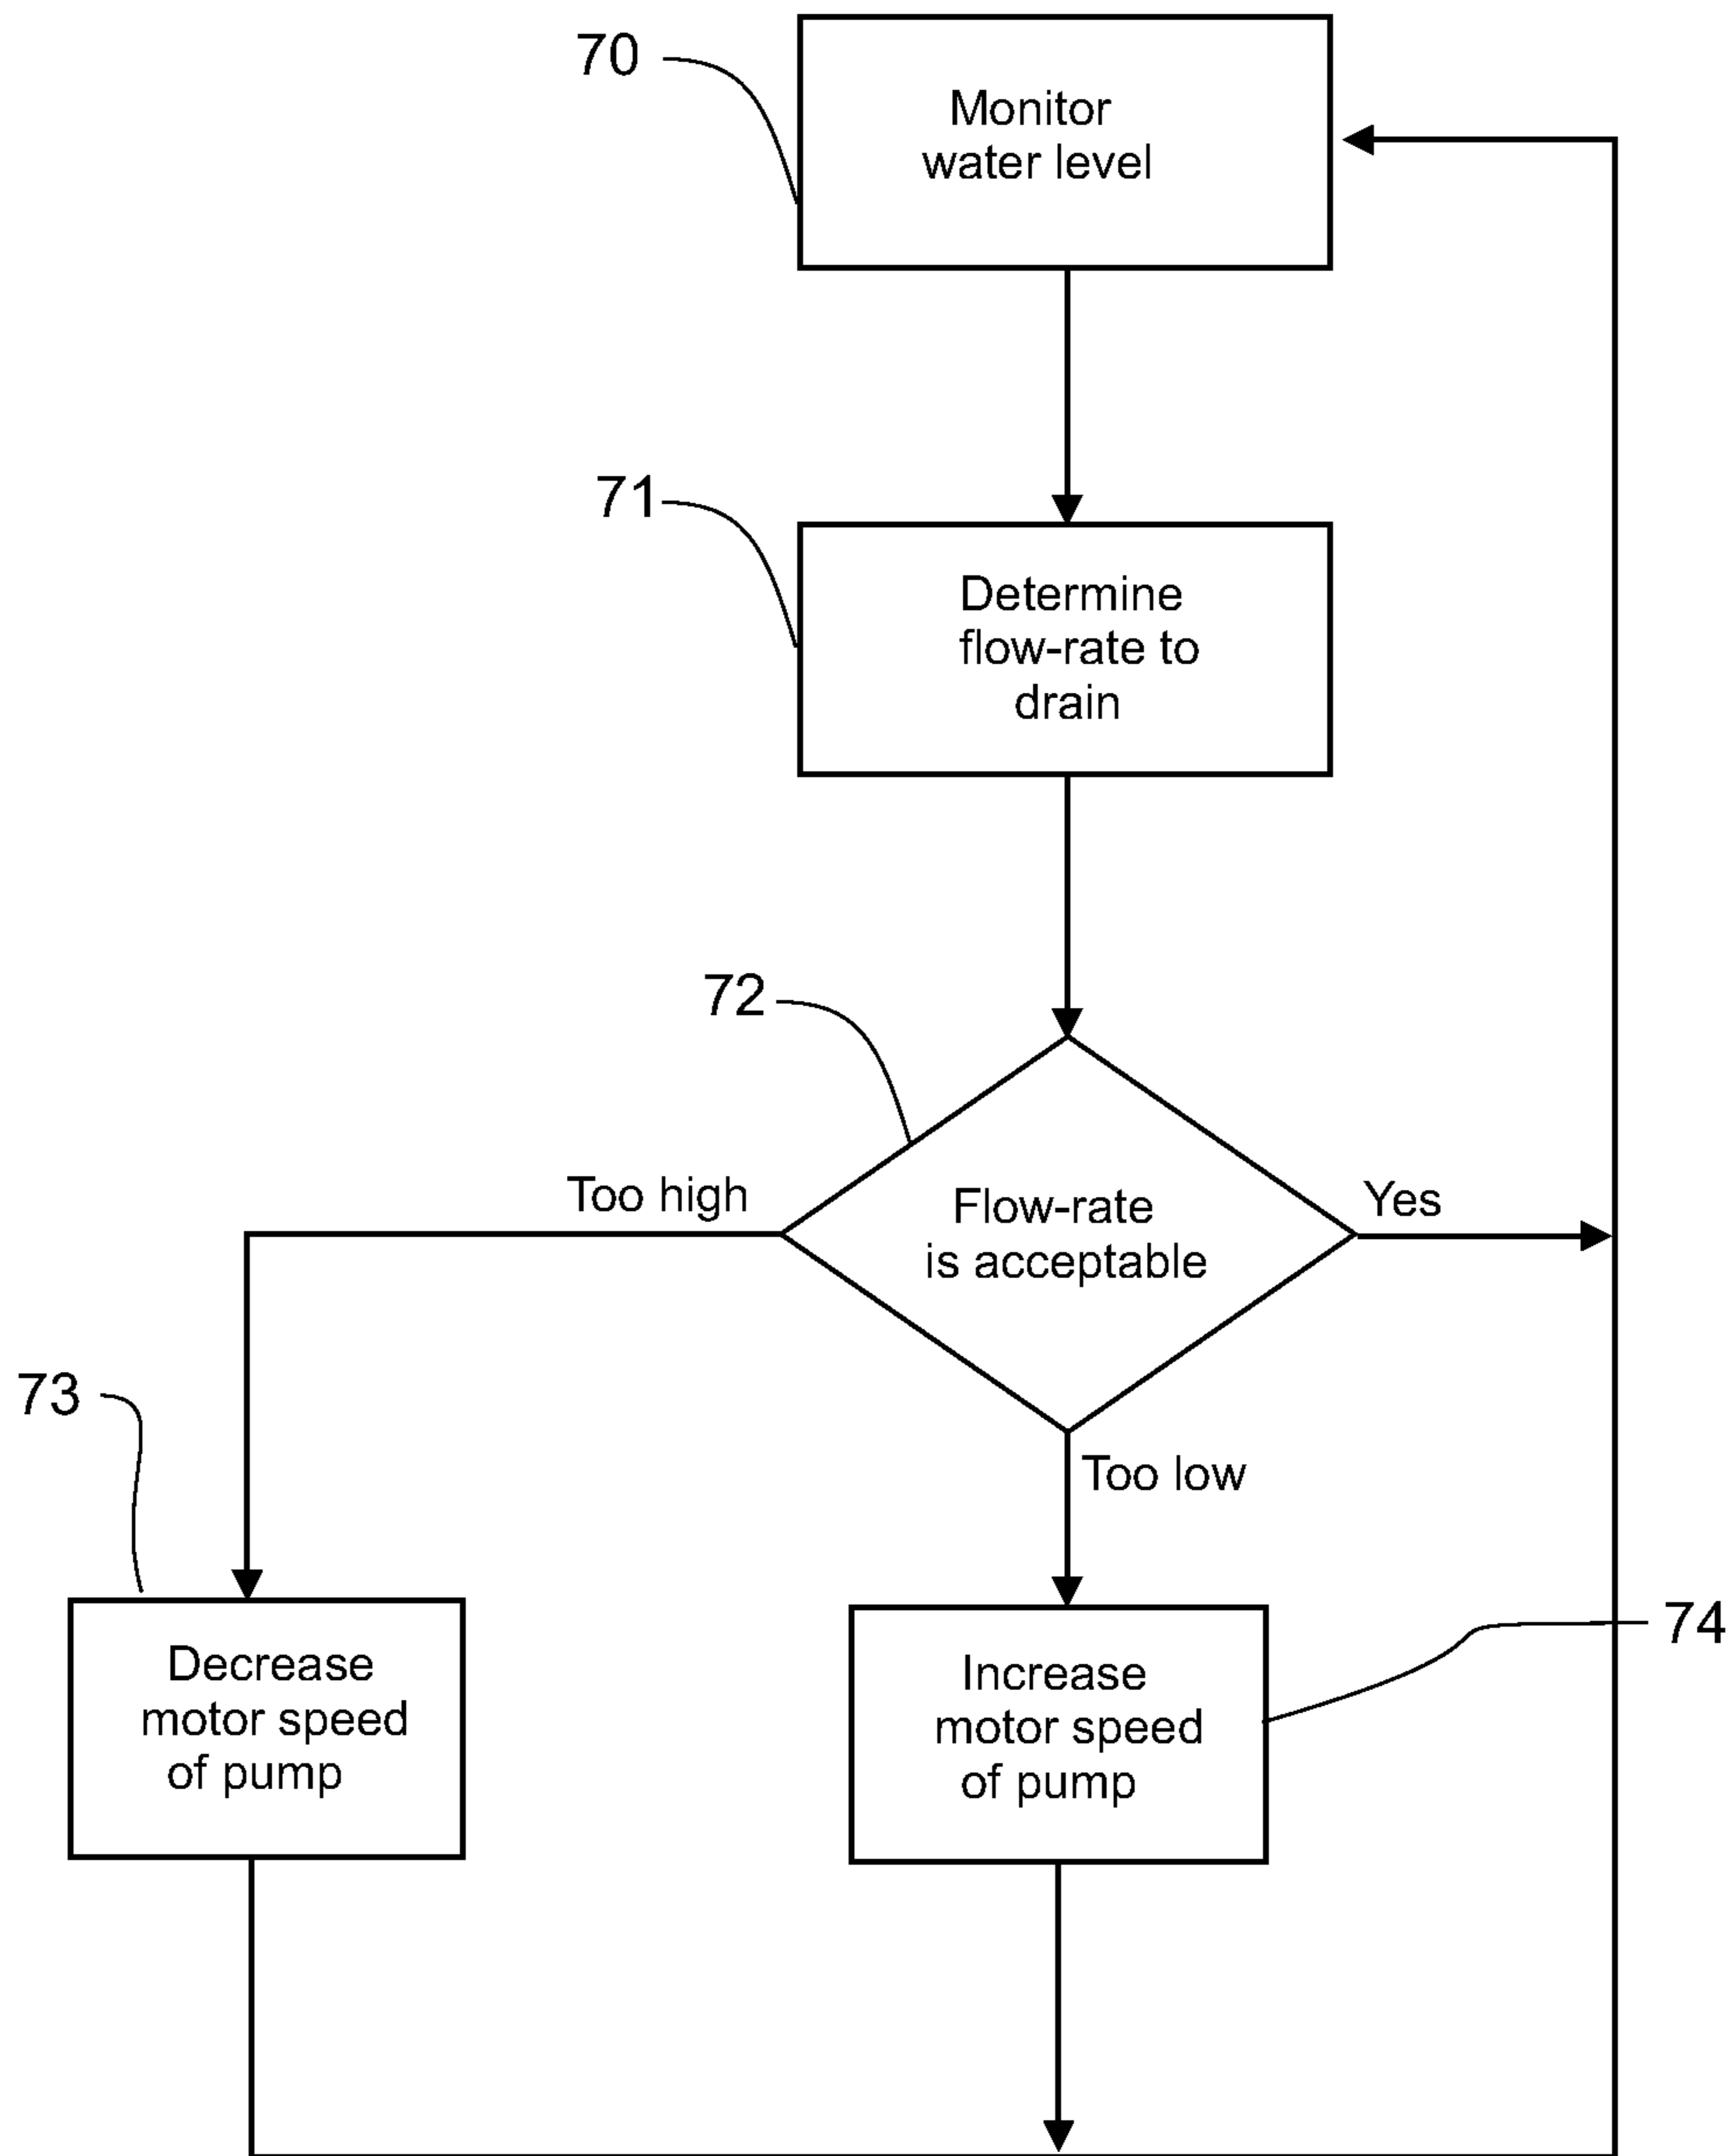 70
Monitor
water level
71
Determine
flow-rate to
drain
72
Too high
Flow-rate
is acceptable
Yes
73
Too low
Decrease
motor speed
of pump
Increase
motor speed
of pump
74